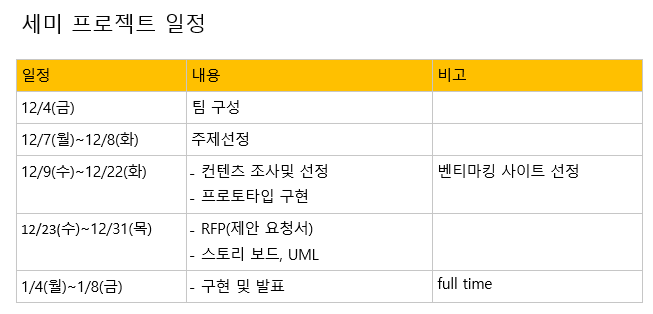 세미 프로젝트 일정
일정 내용 비고
12/4(금) 팀 구성
12/7(월)~12/8(화) 주제선정
12/9(수)~12/22(화) - 컨텐츠 조사및 선정 벤티마킹 사이트 선정
- 프로토타입 구현
12/23(수)~12/31(목) - RFP(제안 요청서)
- 스토리 보드, UML
1/4(월)~1/8(금) - 구현 및 발표 full time